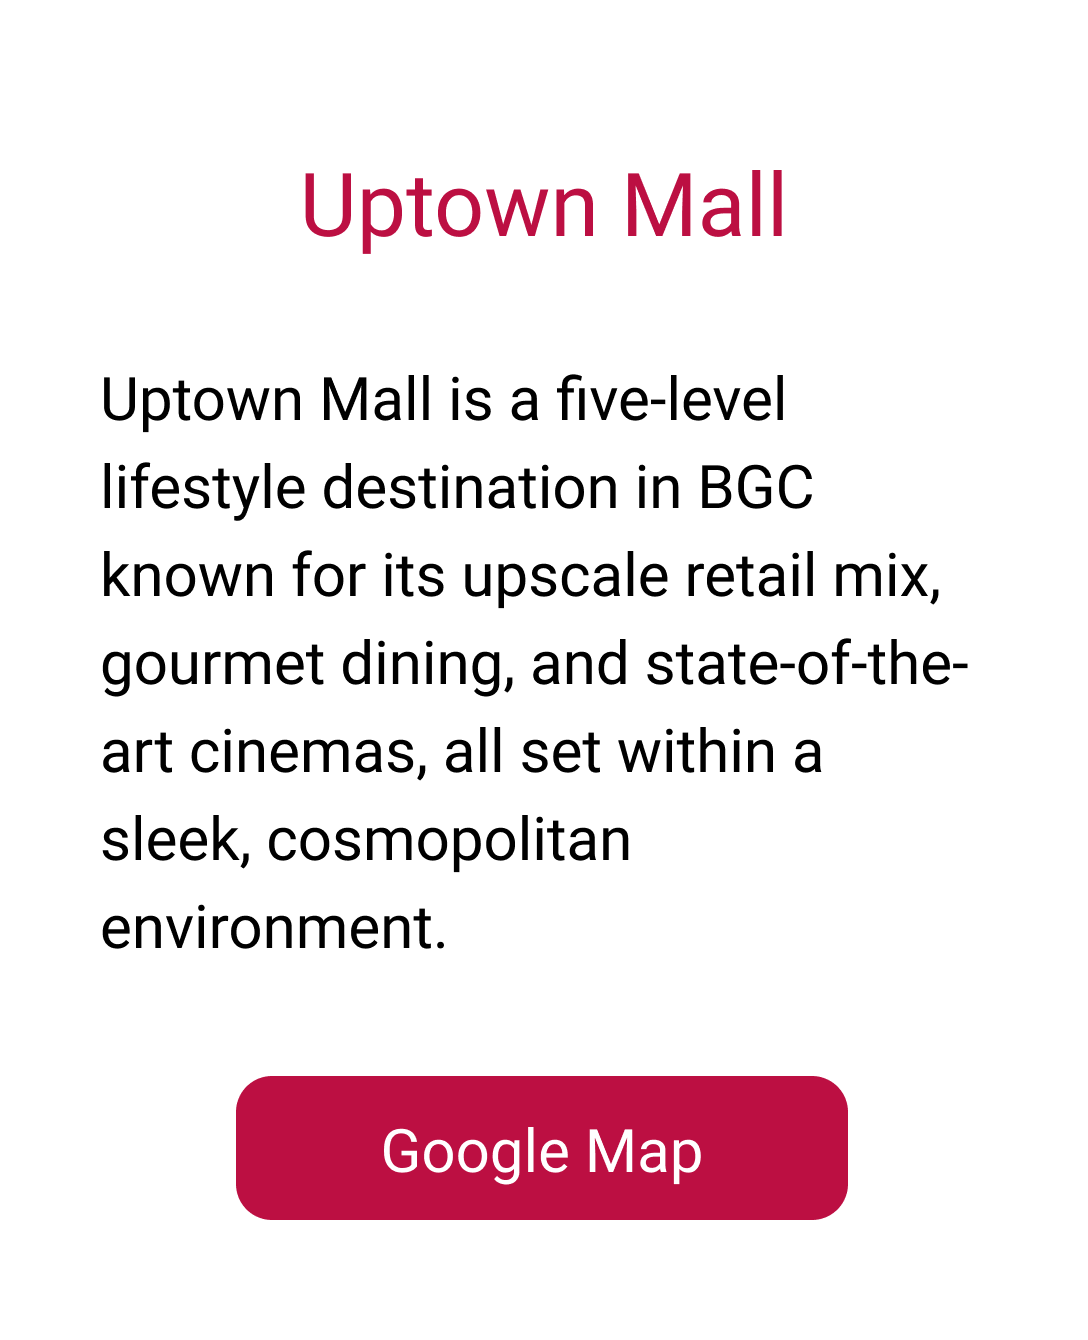 Uptown Mall
Uptown Mall is a five-level
lifestyle destination in BGC
known for its upscale retail mix,
gourmet dining, and state-of-the-
art cinemas, all set within a
sleek, cosmopolitan
environment.
Google Map